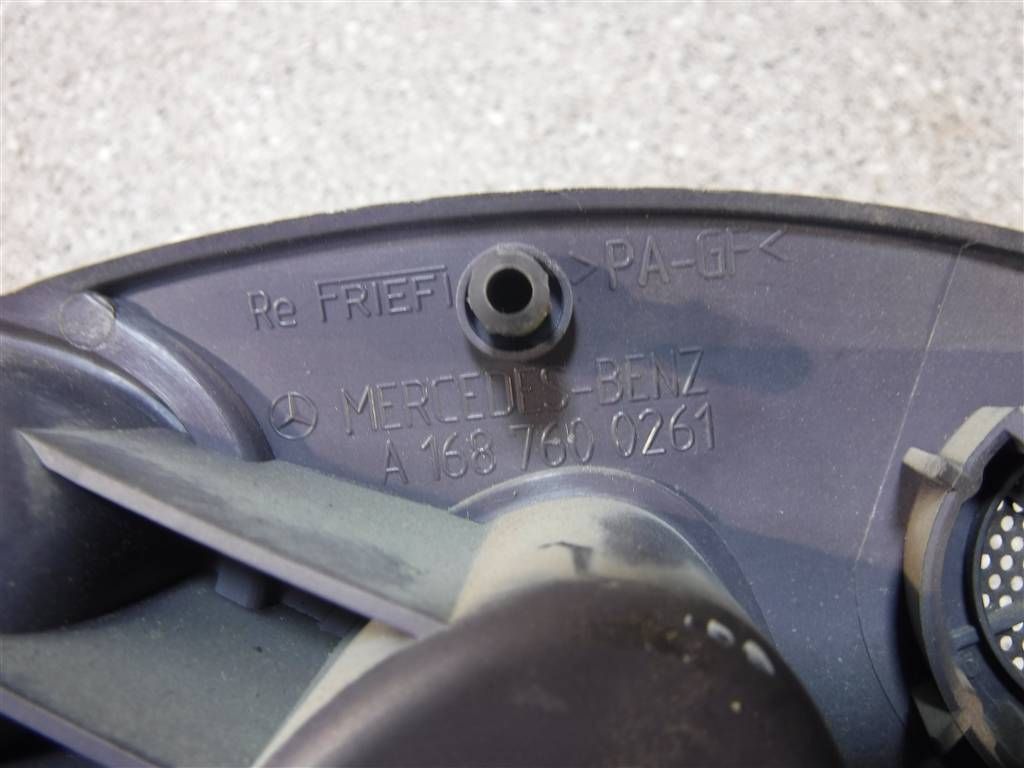 Re FRIEFI >PA-GF<
MERCEDES-BENZ
A 168 760 0261